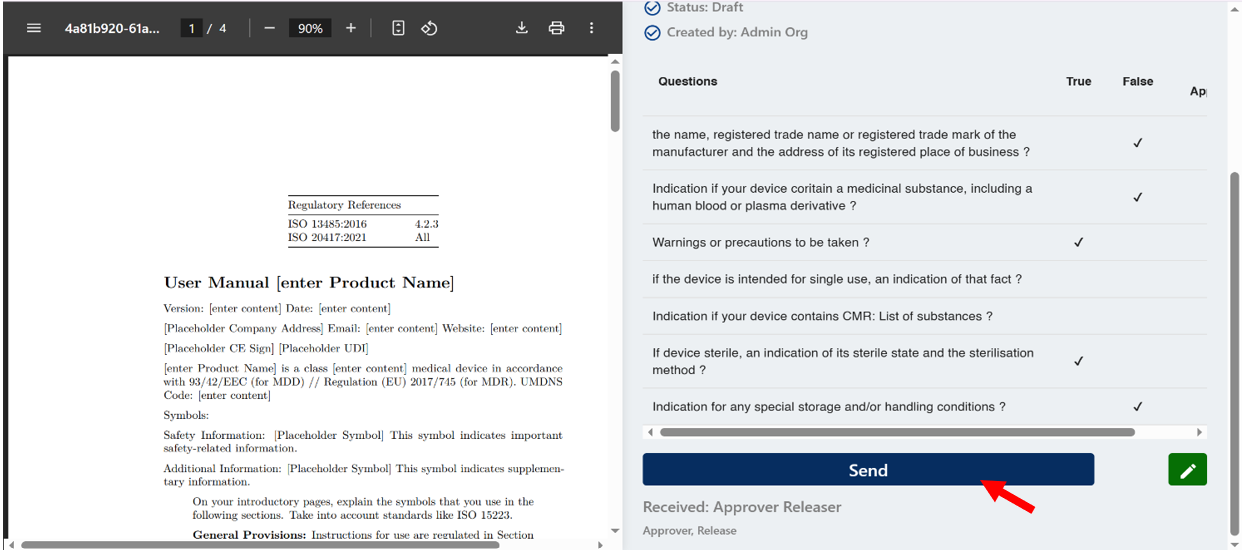 4a81b920-61a...
1 / 4
90%
Regulatory References
ISO 13485:2016 4.2.3
ISO 20417:2021 All
User Manual [enter Product Name]
Version: [enter content] Date: [enter content]
[Placeholder Company Address] Email: [enter content] Website: [enter content]
[Placeholder CE Sign] [Placeholder UDI]
[enter Product Name] is a class [enter content] medical device in accordance
with 93/42/EEC (for MDD) // Regulation (EU) 2017/745 (for MDR). UMDNS
Code: [enter content]
Symbols:
Safety Information: [Placeholder Symbol] This symbol indicates important
safety-related information.
Additional Information: [Placeholder Symbol] This symbol indicates supplemen-
tary information.
On your introductory pages, explain the symbols that you use in the
following sections. Take into account standards like ISO 15223.
General Provisions: Instructions for use are regulated in Section
Status: Draft
Created by: Admin Org
Questions True False Ap
the name, registered trade name or registered trade mark of the
manufacturer and the address of its registered place of business ? ✓
Indication if your device coritain a medicinal substance, including a
human blood or plasma derivative ? ✓
Warnings or precautions to be taken ? ✓
if the device is intended for single use, an indication of that fact ?
Indication if your device contains CMR: List of substances ?
If device sterile, an indication of its sterile state and the sterilisation
method ? ✓
Indication for any special storage and/or handling conditions ? ✓
Send
Received: Approver Releaser
Approver, Release